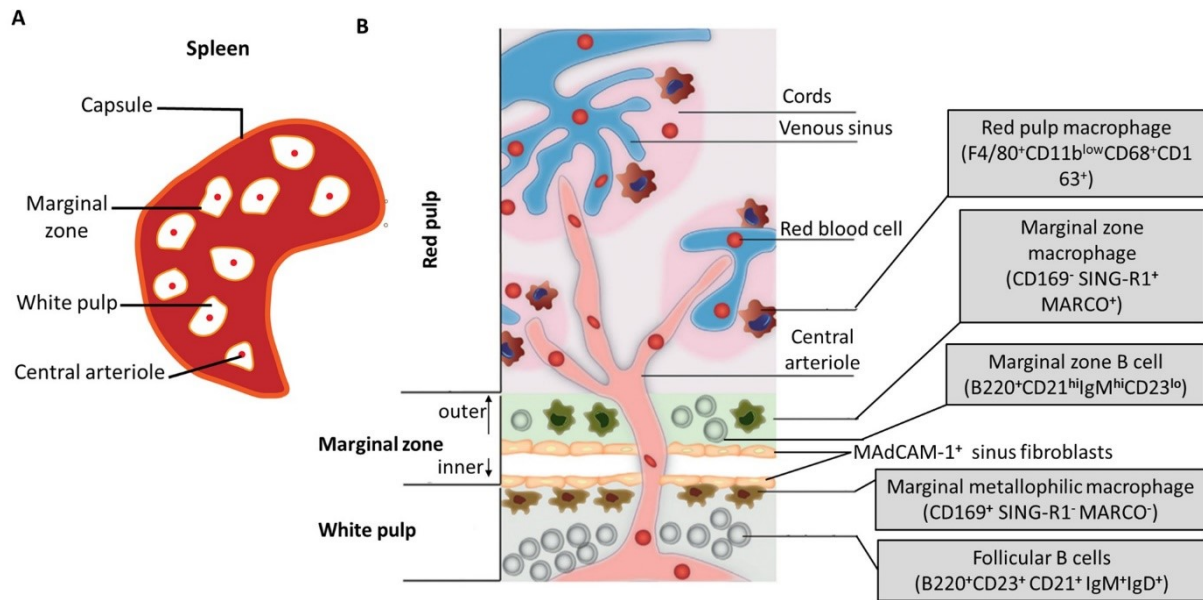 A
Spleen
Capsule
Marginal
zone
White pulp
Central arteriole
B
Red pulp
outer
Marginal zone
inner
White pulp
Cords
Venous sinus
Red blood cell
Central
arteriole
MAdCAM-1⁺ sinus fibroblasts
Red pulp macrophage
(F4/80⁺CD11b^low CD68⁺CD1
63⁺)
Marginal zone
macrophage
(CD169⁻ SING-R1⁺
MARCO⁺)
Marginal zone B cell
(B220⁺CD21^hi IgM^hi CD23^lo)
Marginal metallophilic macrophage
(CD169⁺ SING-R1⁻ MARCO⁻)
Follicular B cells
(B220⁺CD23⁺ CD21⁺ IgM⁺IgD⁺)